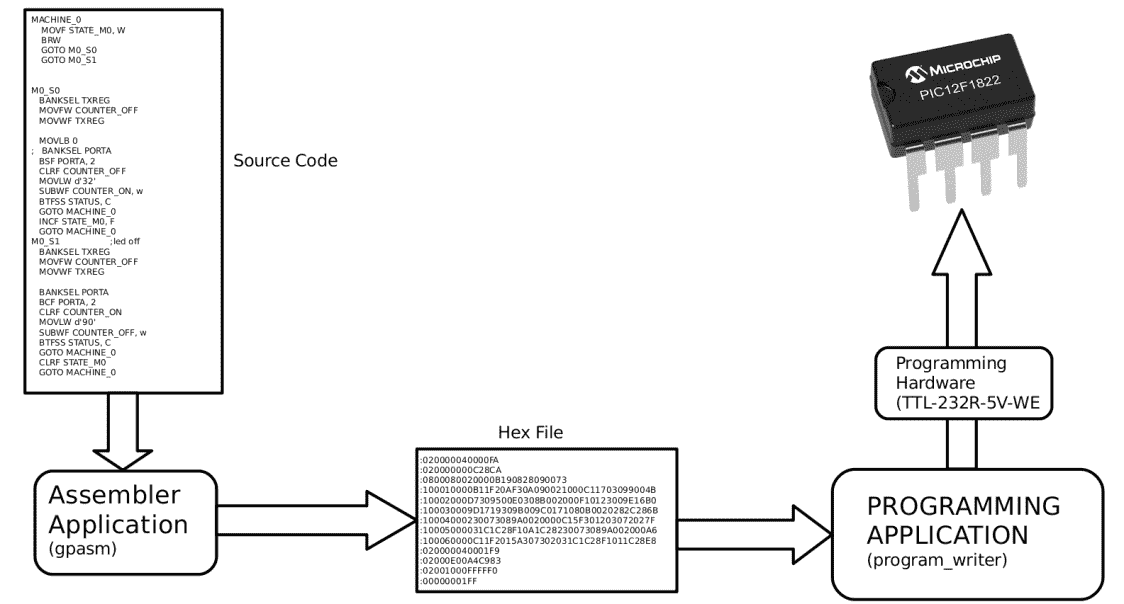 MACHINE_0
MOVF STATE_M0, W
BRW
GOTO M0_S0
GOTO M0_S1
M0_S0
BANKSEL TXREG
MOVFW COUNTER_OFF
MOVWF TXREG
MOVLB 0
; BANKSEL PORTA
BSF PORTA, 2
CLRF COUNTER_OFF
MOVLW d'32'
SUBWF COUNTER_ON, w
BTFSS STATUS, C
GOTO MACHINE_0
INCF STATE_M0, F
GOTO MACHINE_0
M0_S1 ;led off
BANKSEL TXREG
MOVFW COUNTER_OFF
MOVWF TXREG
BANKSEL PORTA
BCF PORTA, 2
CLRF COUNTER_ON
MOVLW d'90'
SUBWF COUNTER_OFF, w
BTFSS STATUS, C
GOTO MACHINE_0
CLRF STATE_M0
GOTO MACHINE_0
Source Code
Assembler
Application
(gpasm)
Hex File
:020000040000FA
:020000000C28CA
:0800080020000B190828090073
:100010000B11F20AF30A090021000C11703099004B
:10002000D7309500E0308B002000F10123009E16B0
:100030009D1719309B009C0171080B0020282C286B
:1000400230073089A0020000C15F301203072027F
:10005000031C1C28F10A1C28230073089A002000A6
:100060000C11F2015A307302031C1C28F1011C28E8
:020000040001F9
:02000E00A4C983
:02001000FFFFF0
:00000001FF
PROGRAMMING
APPLICATION
(program_writer)
Programming
Hardware
(TTL-232R-5V-WE
MICROCHIP
PIC12F1822